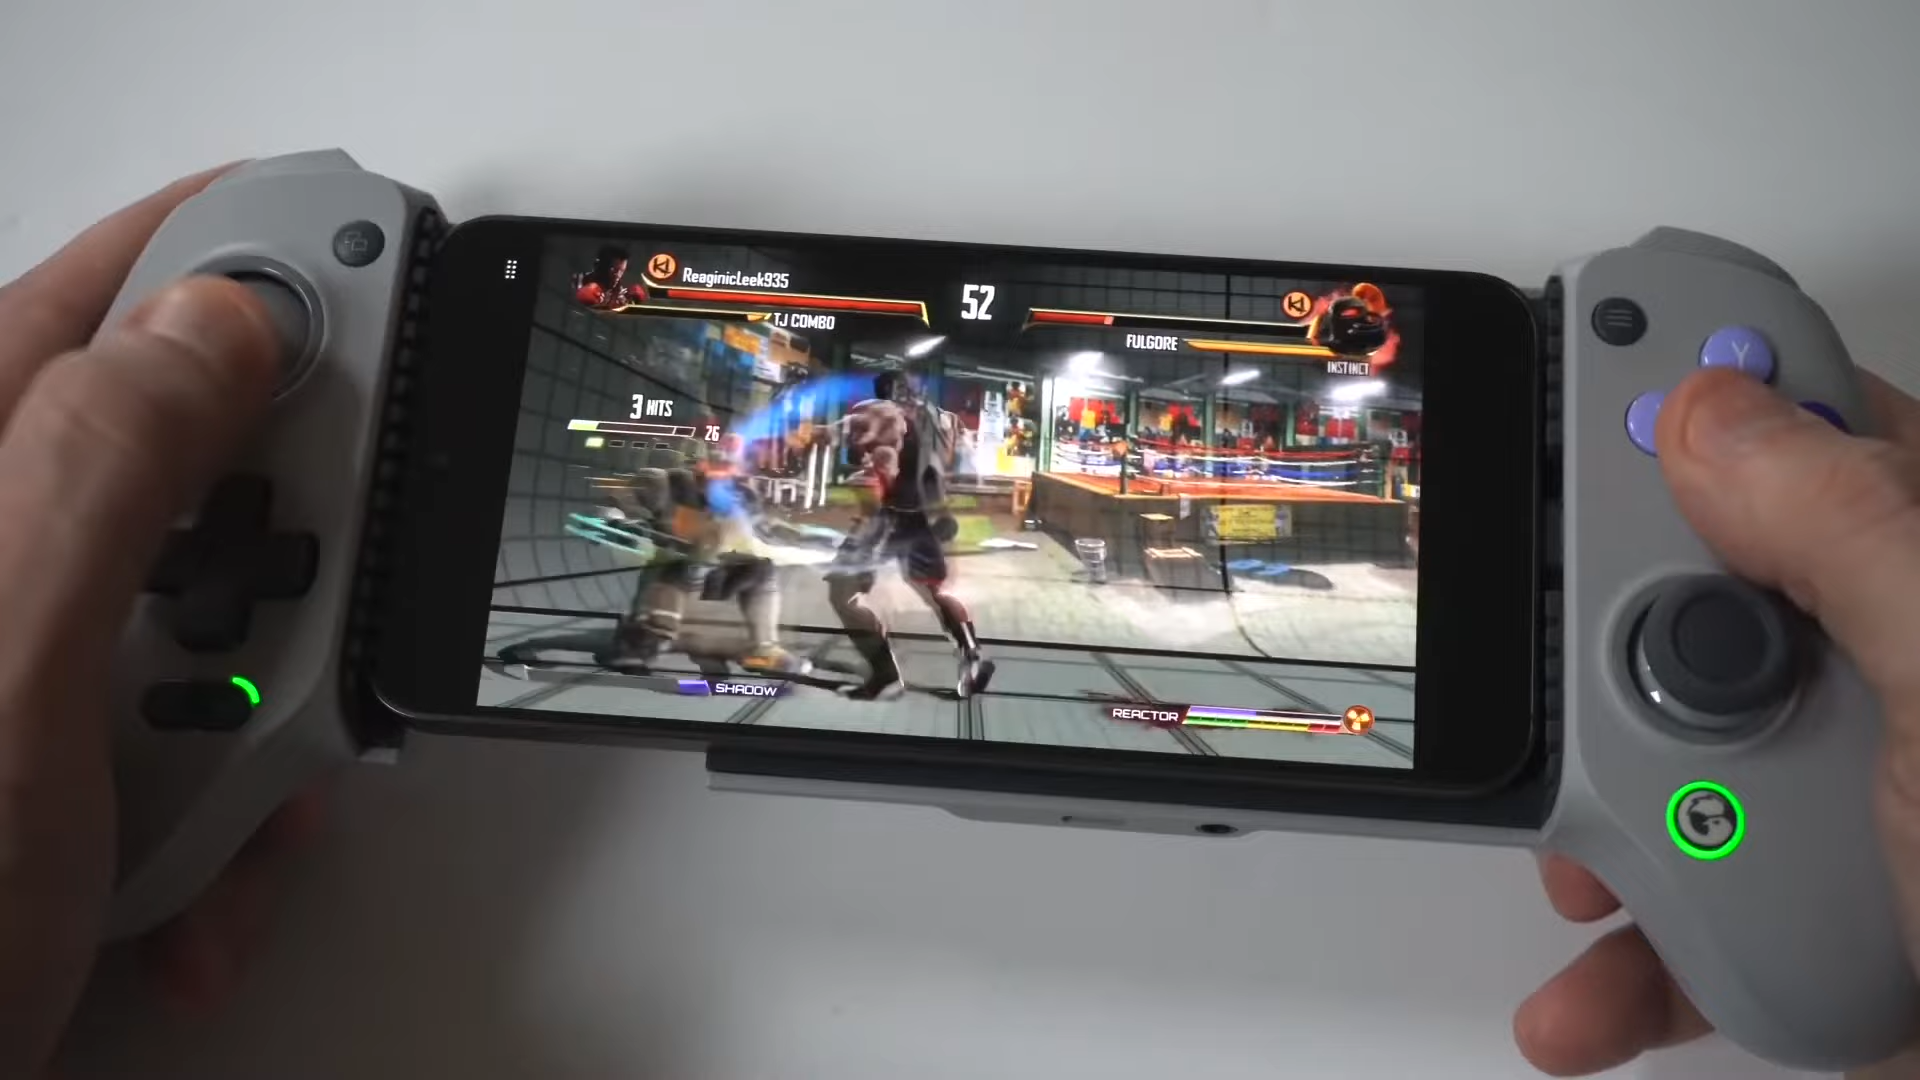 ReaginicLeek935
52
TJ COMBO
FULGORE
INSTINCT
3 HITS
26
Y
SHADOW
REACTOR